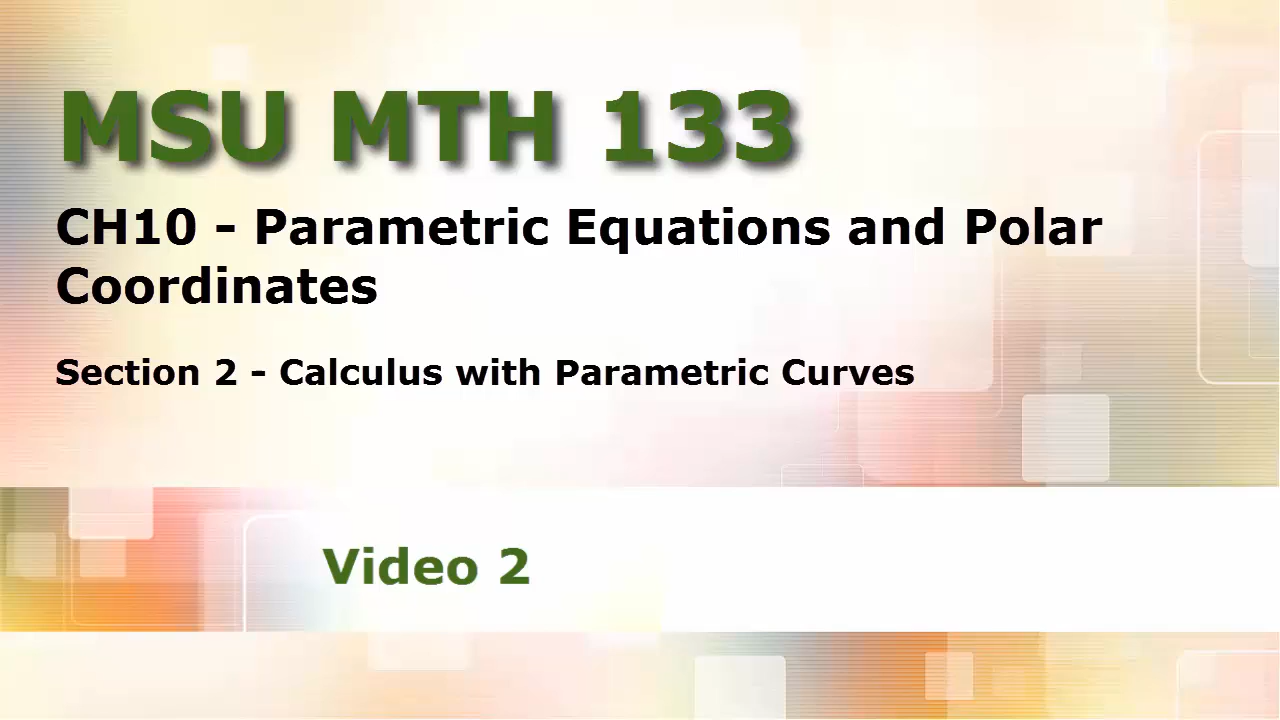 MSU MTH 133
CH10 - Parametric Equations and Polar
Coordinates
Section 2 - Calculus with Parametric Curves
Video 2